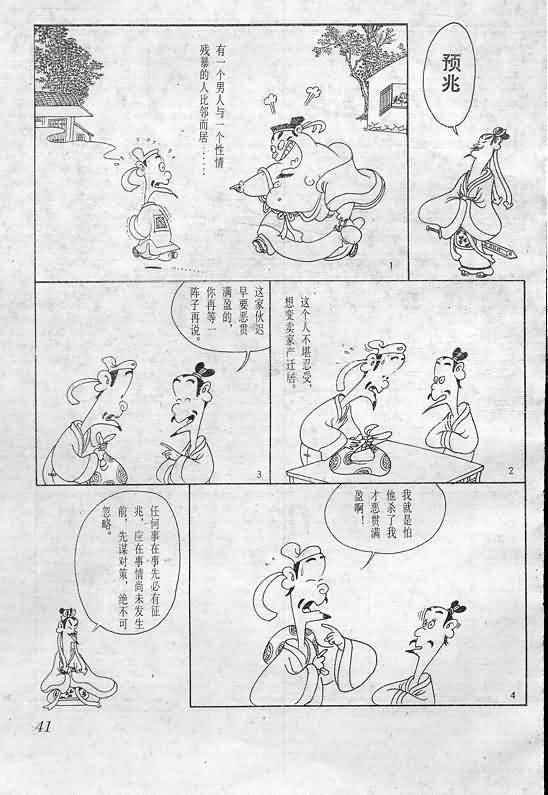 预兆
有一个男人与一个性情
残暴的人比邻而居……
1
这个人不堪忍受，
想变卖家产迁居。
2
这家伙迟
早要恶贯
满盈的，
你再等一
阵子再说。
3
我就是怕
他杀了我
才恶贯满
盈啊！
4
任何事在事先必有征
兆，应在事情尚未发生
前，先谋对策，绝不可
忽略。
41